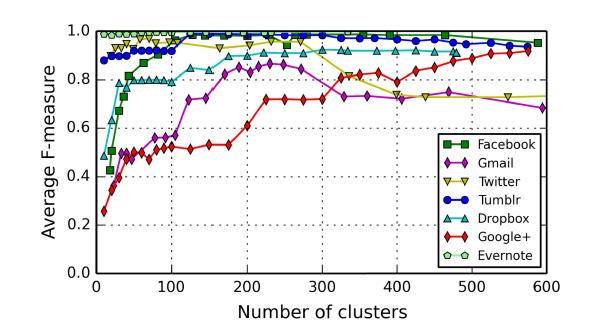 1.0
0.8
0.6
0.4
0.2
0.0
Average F-measure
Facebook
Gmail
Twitter
Tumblr
Dropbox
Google+
Evernote
0 100 200 300 400 500 600
Number of clusters